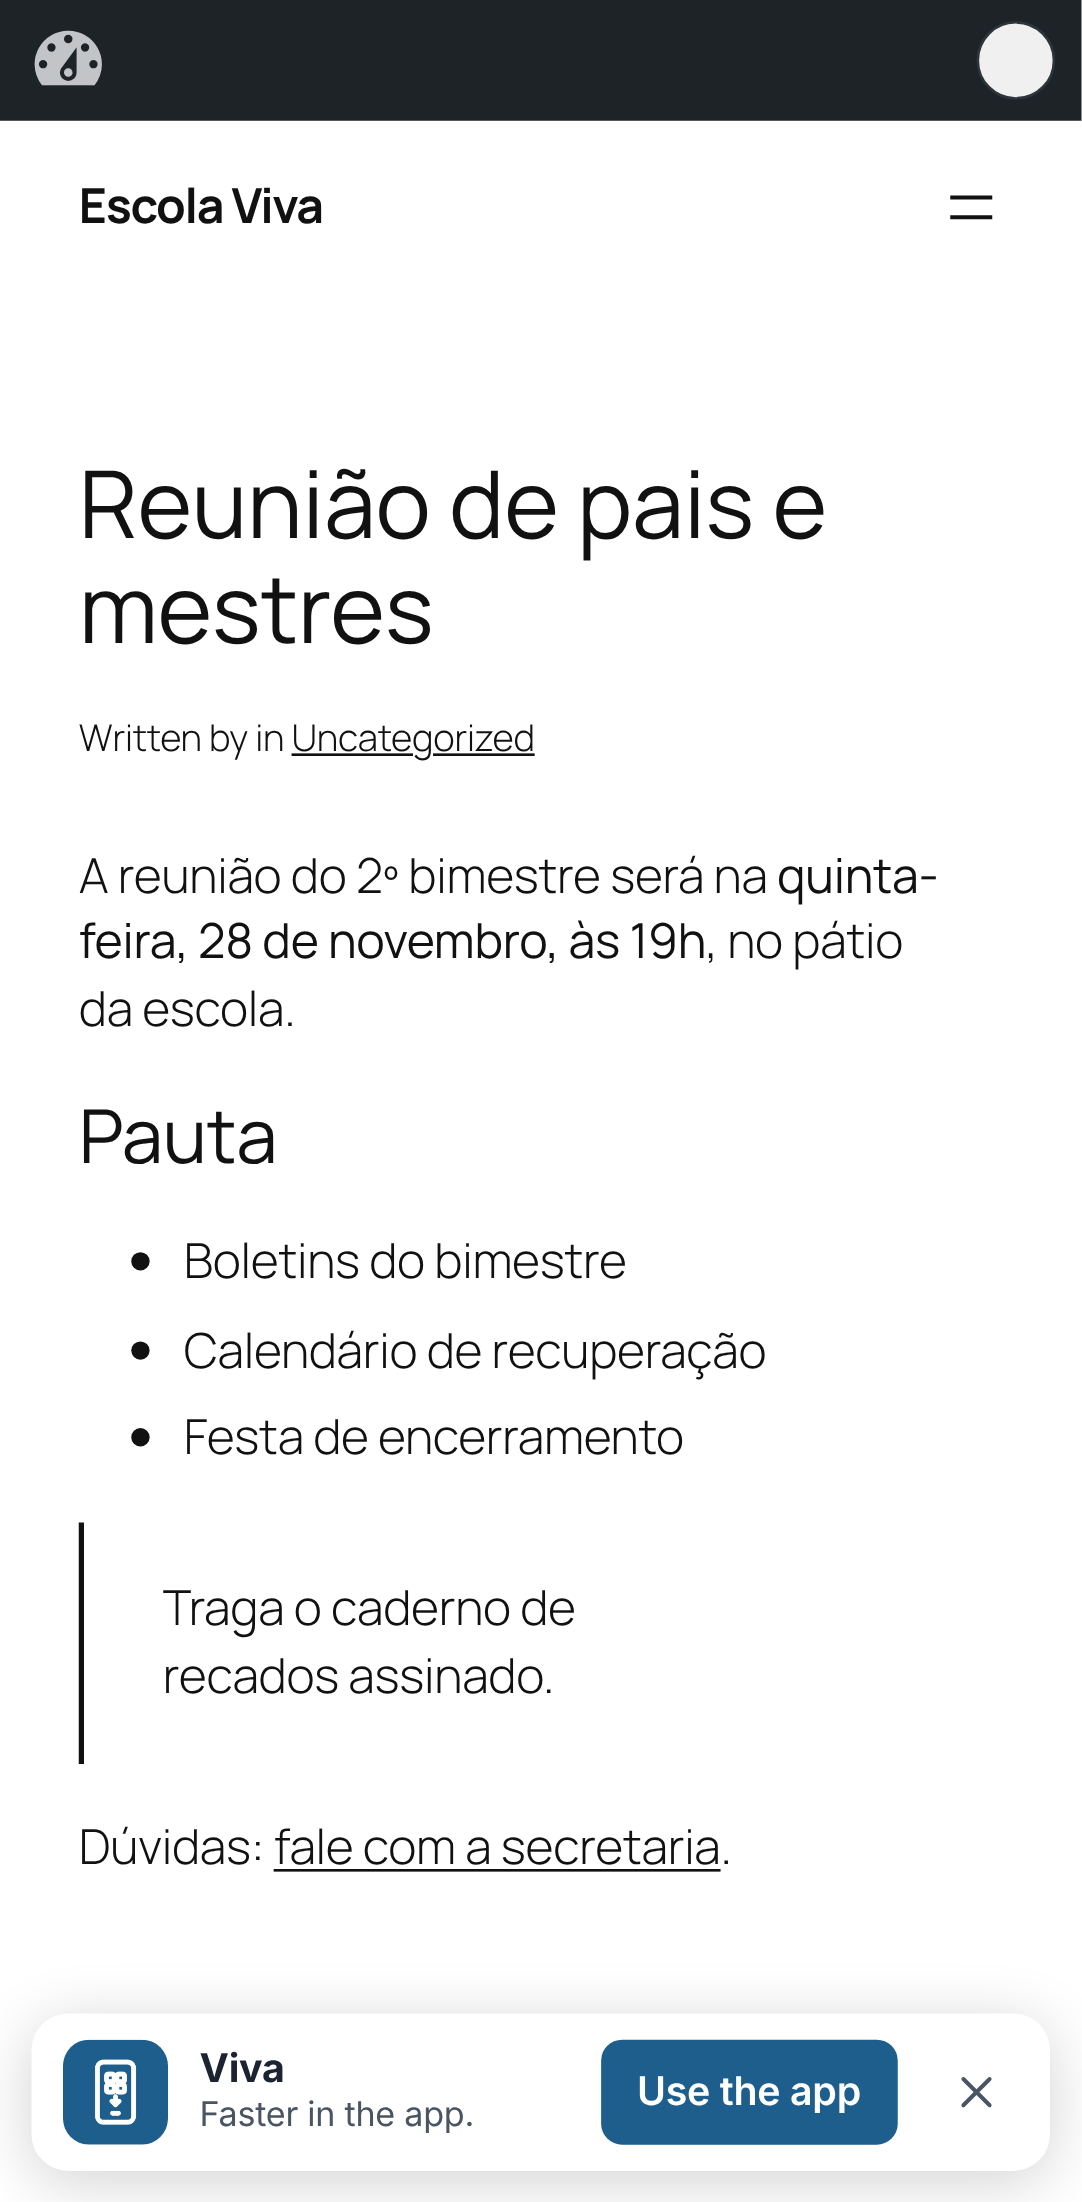 Escola Viva
Reunião de pais e
mestres
Written by in Uncategorized
A reunião do 2º bimestre será na quinta-
feira, 28 de novembro, às 19h, no pátio
da escola.
Pauta
Boletins do bimestre
Calendário de recuperação
Festa de encerramento
Traga o caderno de
recados assinado.
Dúvidas: fale com a secretaria.
Viva
Faster in the app.
Use the app